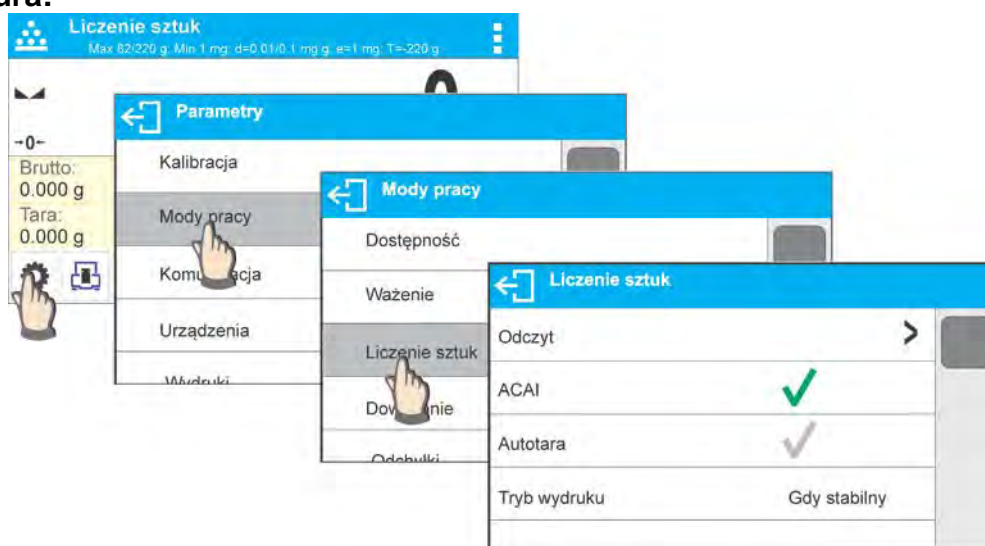 Liczenie sztuk
Max 82/220 g: Min 1 mg: d=0.01/0.1 mg g: e=1 mg: T=-220 g
→0←
Brutto:
0.000 g
Tara:
0.000 g
Parametry
Kalibracja
Mody pracy
Urządzenia
Wydruki
Mody pracy
Dostępność
Ważenie
Liczenie sztuk
Odchyłki
Liczenie sztuk
Odczyt >
ACAI
Autotara
Tryb wydruku Gdy stabilny